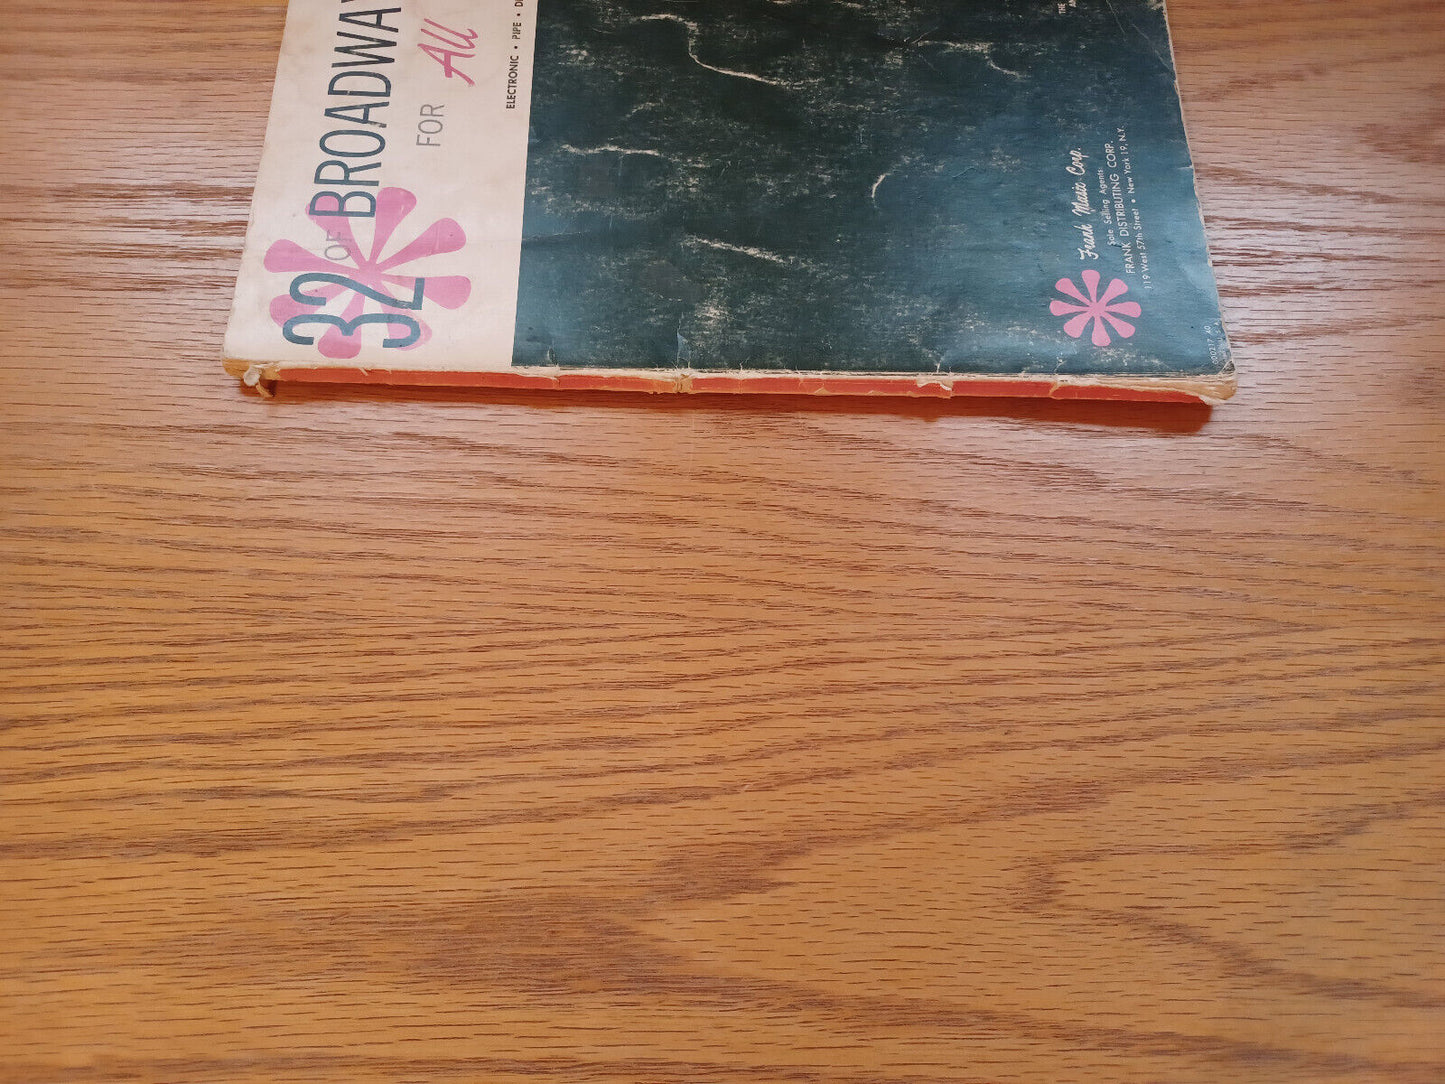 32
OF BROADWAY
FOR All
ELECTRONIC • PIPE •
THE
Frank Music Corp.
Sole Selling Agents
FRANK DISTRIBUTING CORP.
119 West 57th Street • New York 19, N.Y.